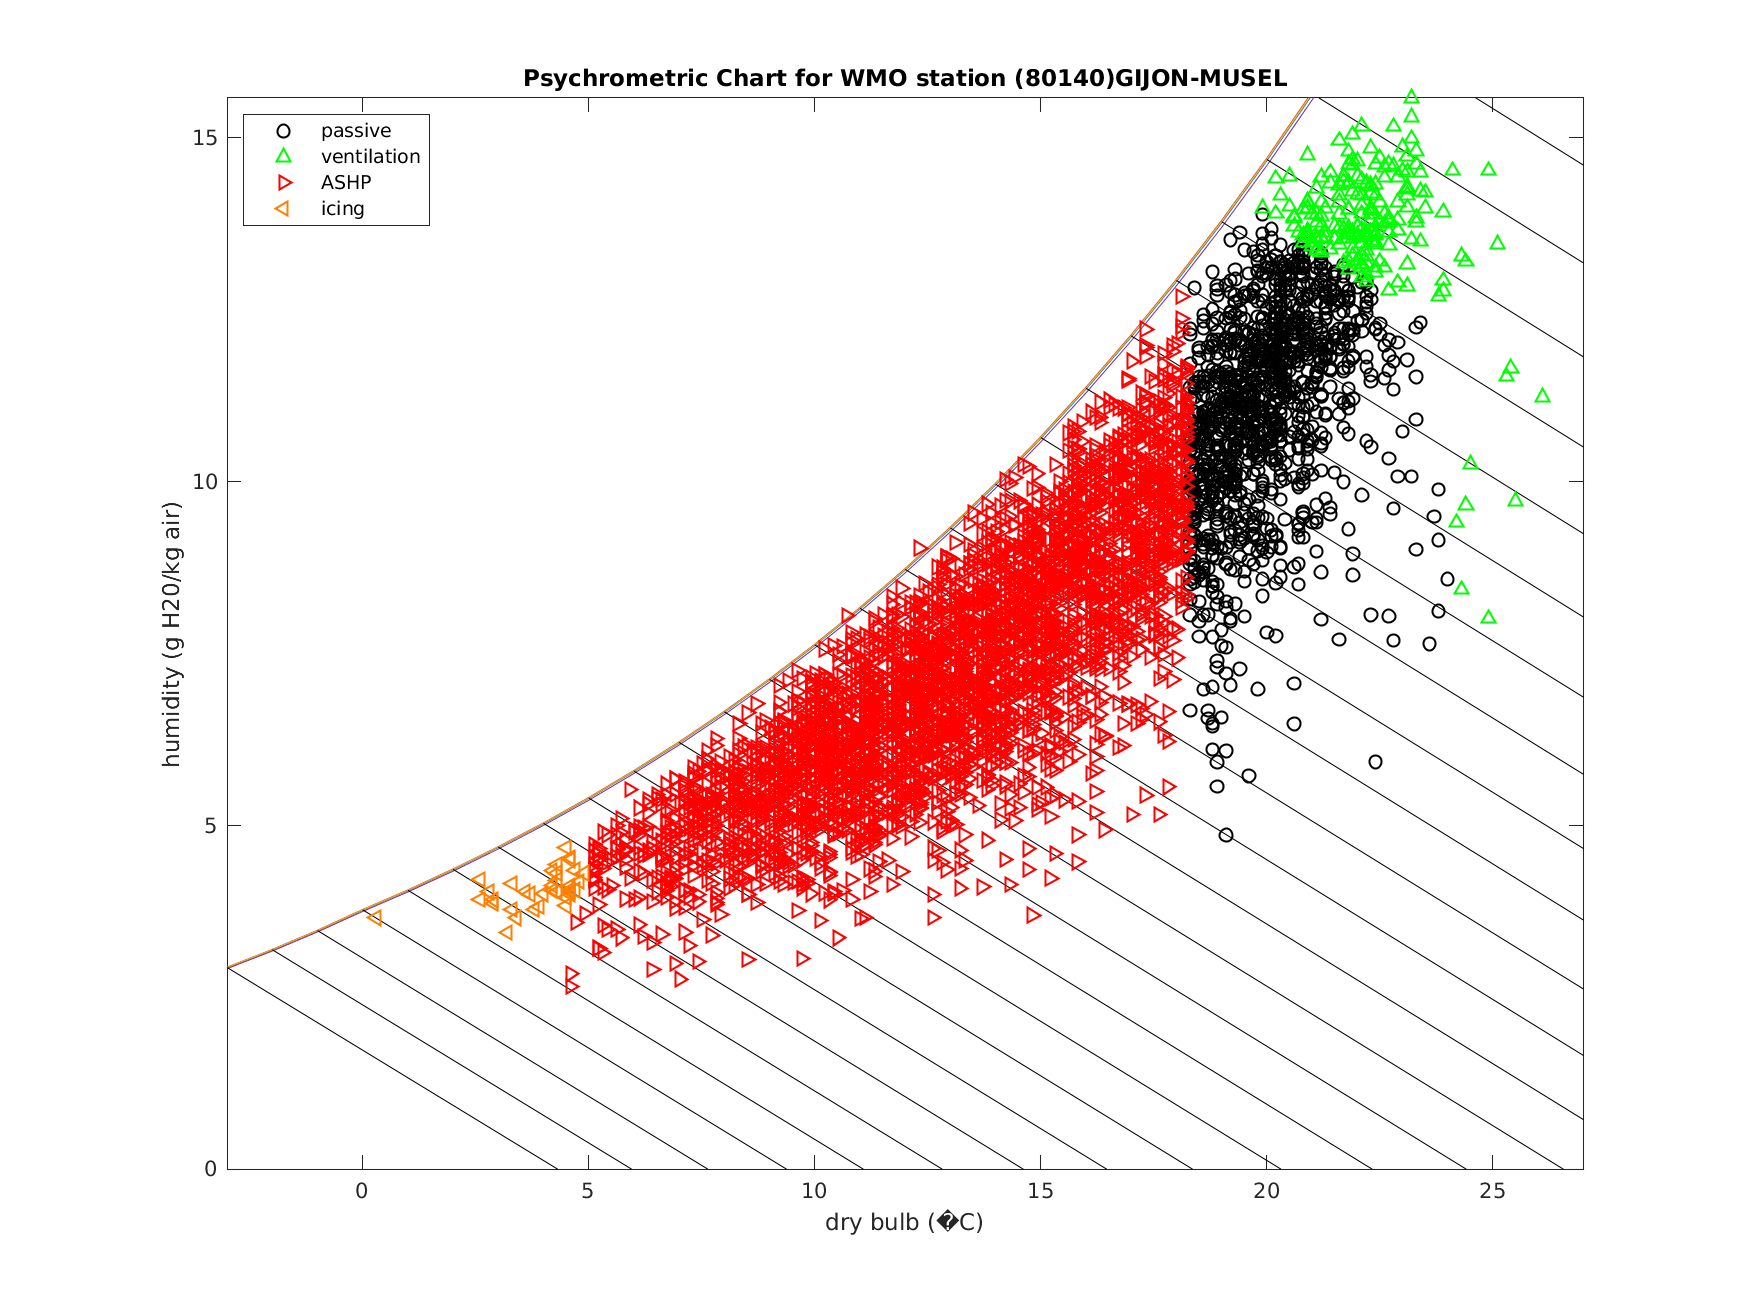 Psychrometric Chart for WMO station (80140)GIJON-MUSEL
passive
ventilation
ASHP
icing
15
10
5
0
humidity (g H20/kg air)
0
5
10
15
20
25
dry bulb (�C)